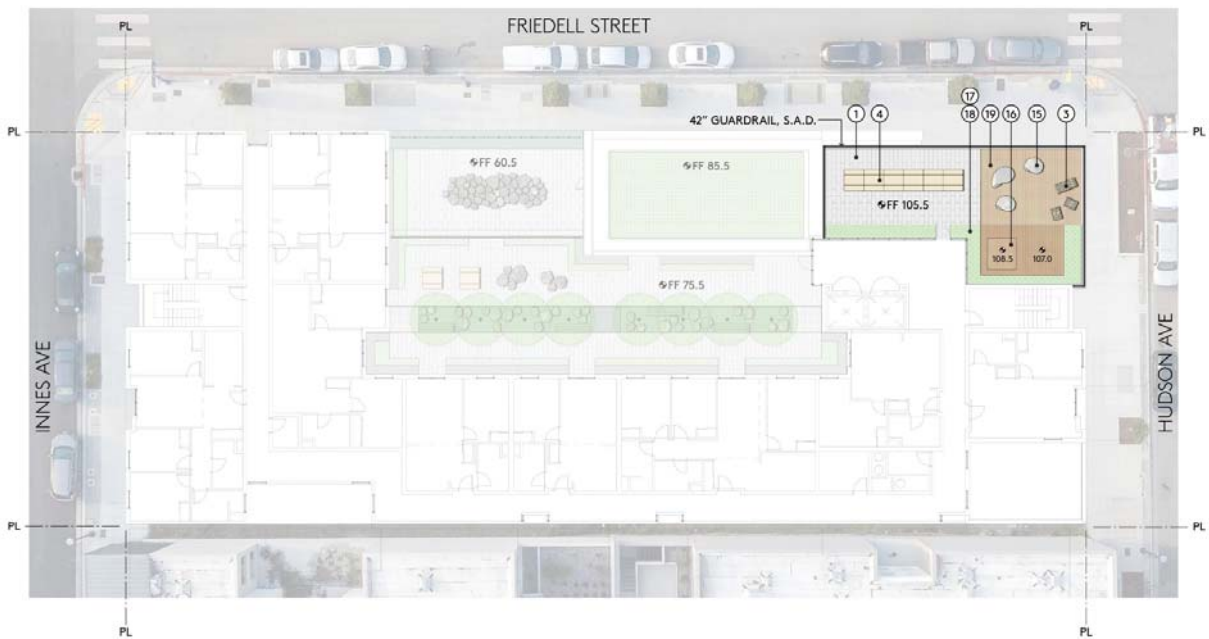 PL
FRIEDELL STREET
PL
PL
PL
17
42" GUARDRAIL, S.A.D.
1
4
18
19
16
15
3
FF 60.5
FF 85.5
FF 105.5
108.5
107.0
FF 75.5
INNES AVE
HUDSON AVE
PL
PL
PL
PL